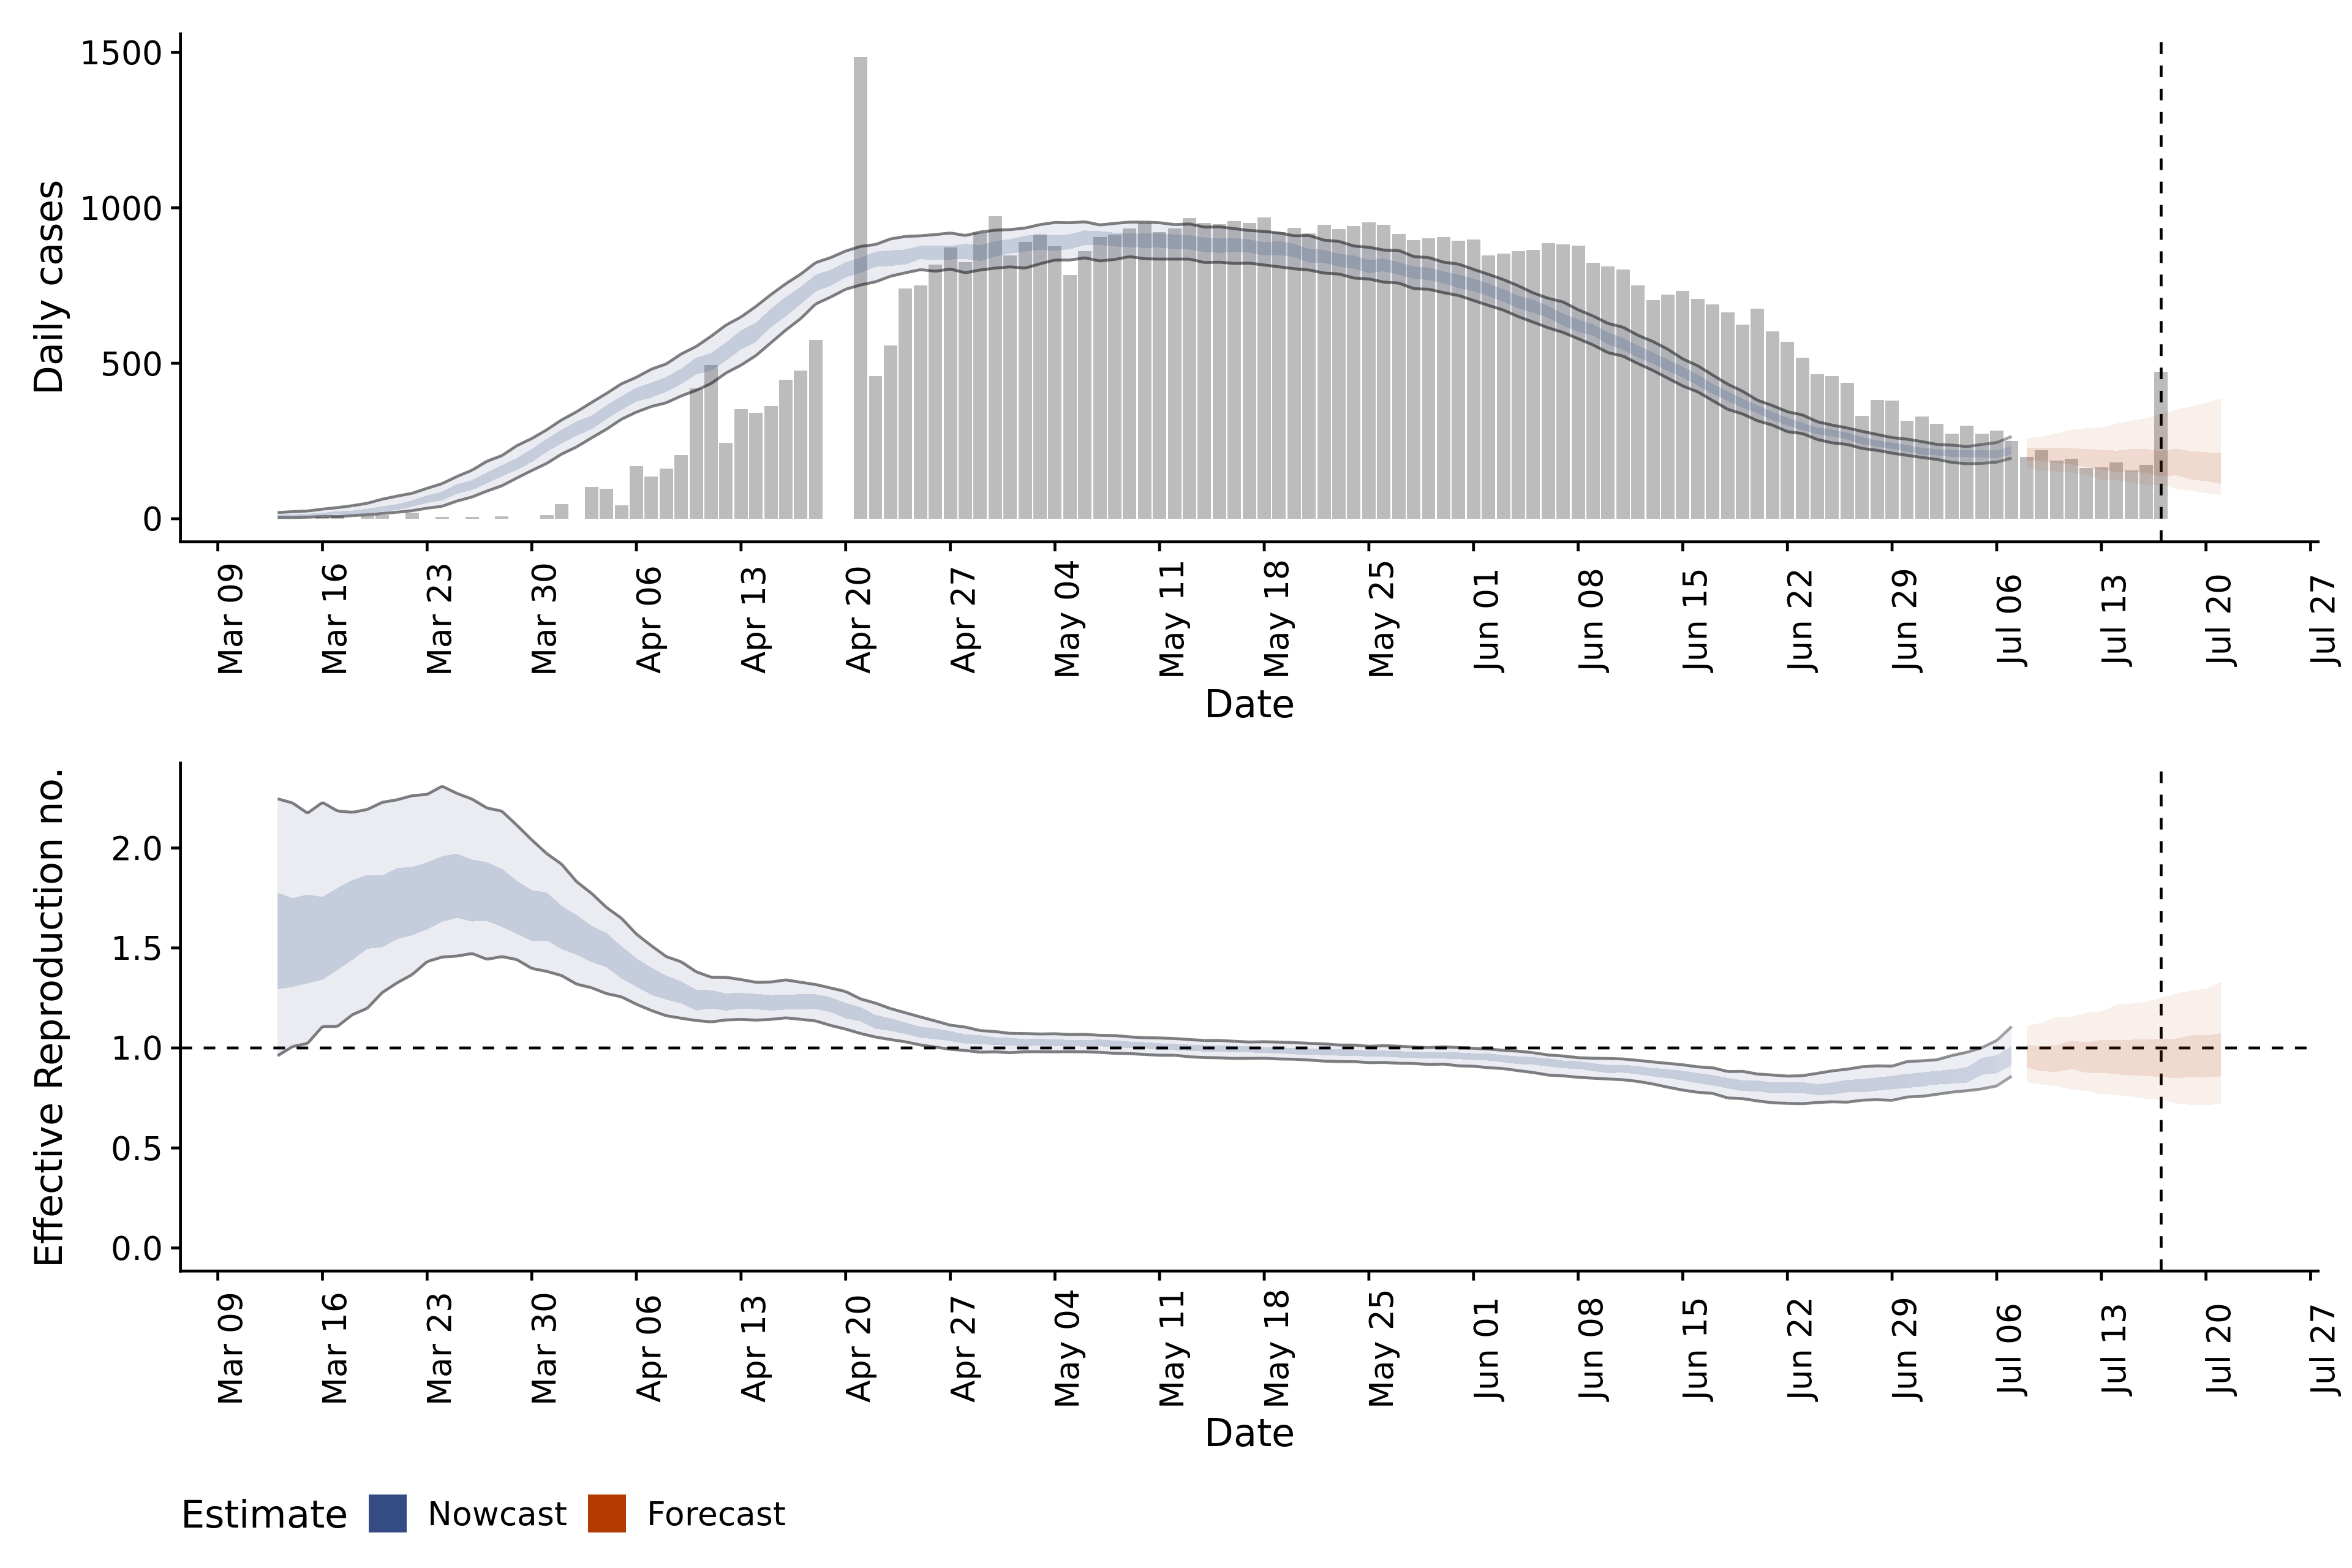 Daily cases
1500
1000
500
0
Mar 09 Mar 16 Mar 23 Mar 30 Apr 06 Apr 13 Apr 20 Apr 27 May 04 May 11 May 18 May 25 Jun 01 Jun 08 Jun 15 Jun 22 Jun 29 Jul 06 Jul 13 Jul 20 Jul 27
Date
Effective Reproduction no.
2.0
1.5
1.0
0.5
0.0
Mar 09 Mar 16 Mar 23 Mar 30 Apr 06 Apr 13 Apr 20 Apr 27 May 04 May 11 May 18 May 25 Jun 01 Jun 08 Jun 15 Jun 22 Jun 29 Jul 06 Jul 13 Jul 20 Jul 27
Date
Estimate Nowcast Forecast